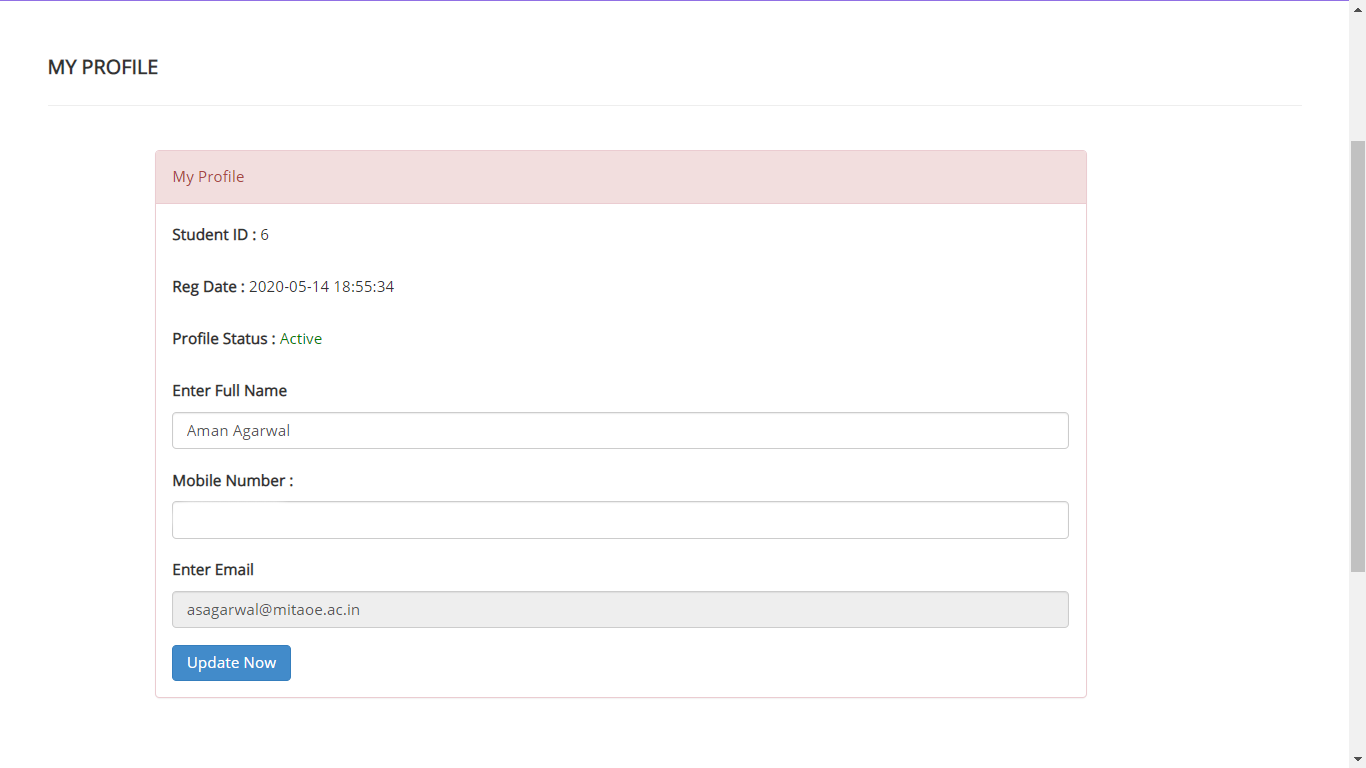 MY PROFILE
My Profile
Student ID : 6
Reg Date : 2020-05-14 18:55:34
Profile Status : Active
Enter Full Name
Aman Agarwal
Mobile Number :
Enter Email
asagarwal@mitaoe.ac.in
Update Now